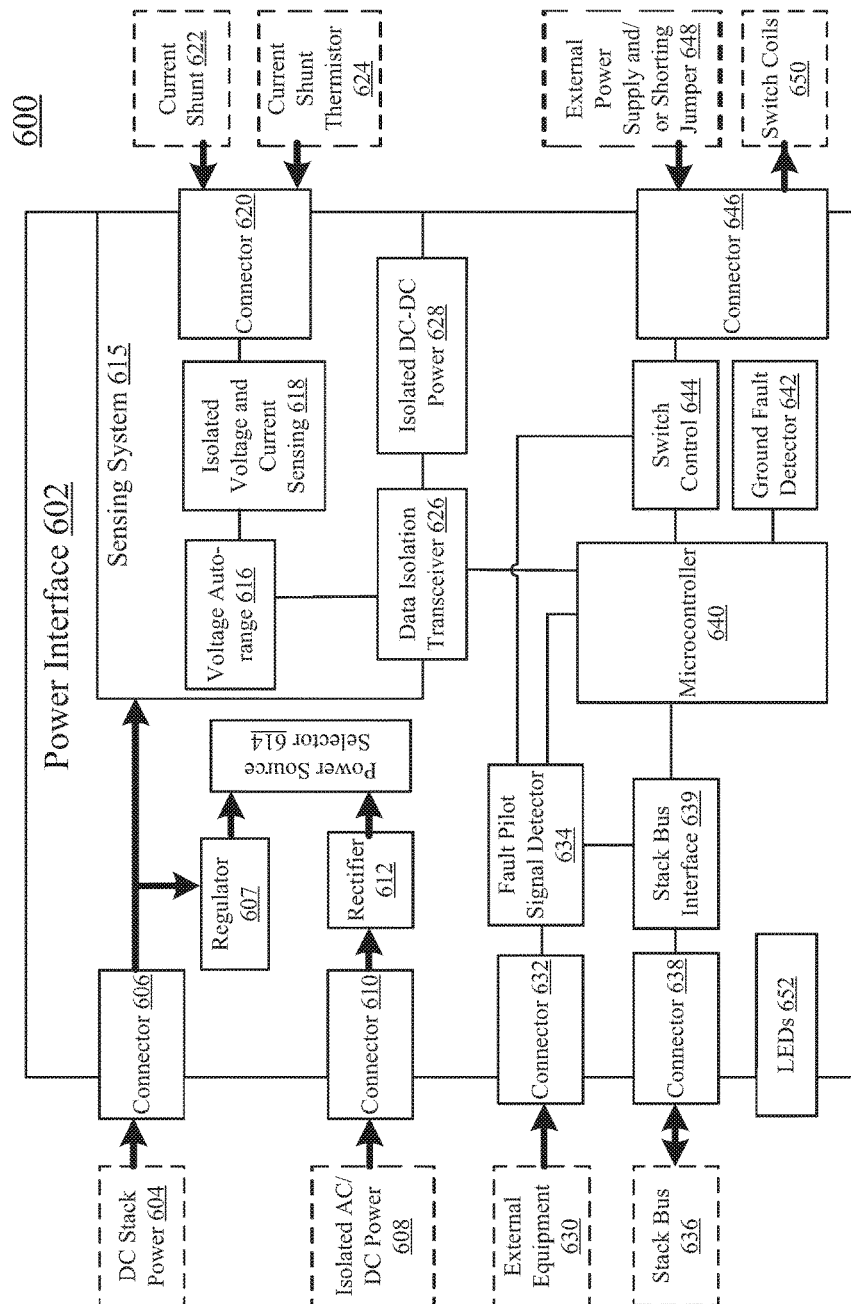 600
Power Interface 602
Sensing System 615
DC Stack
Power 604
Connector 606
Regulator
607
Isolated AC/
DC Power
608
Connector 610
Rectifier
612
Power Source
Selector 614
Voltage Auto-
range 616
Isolated
Voltage and
Current
Sensing 618
Connector 620
Current
Shunt 622
Current
Shunt
Thermistor
624
Data Isolation
Transceiver 626
Isolated DC-DC
Power 628
External
Equipment
630
Connector 632
Fault Pilot
Signal Detector
634
Stack Bus
636
Connector 638
Stack Bus
Interface 639
Microcontroller
640
Ground Fault
Detector 642
Switch
Control 644
Connector 646
External
Power
Supply and/
or Shorting
Jumper 648
Switch Coils
650
LEDs 652